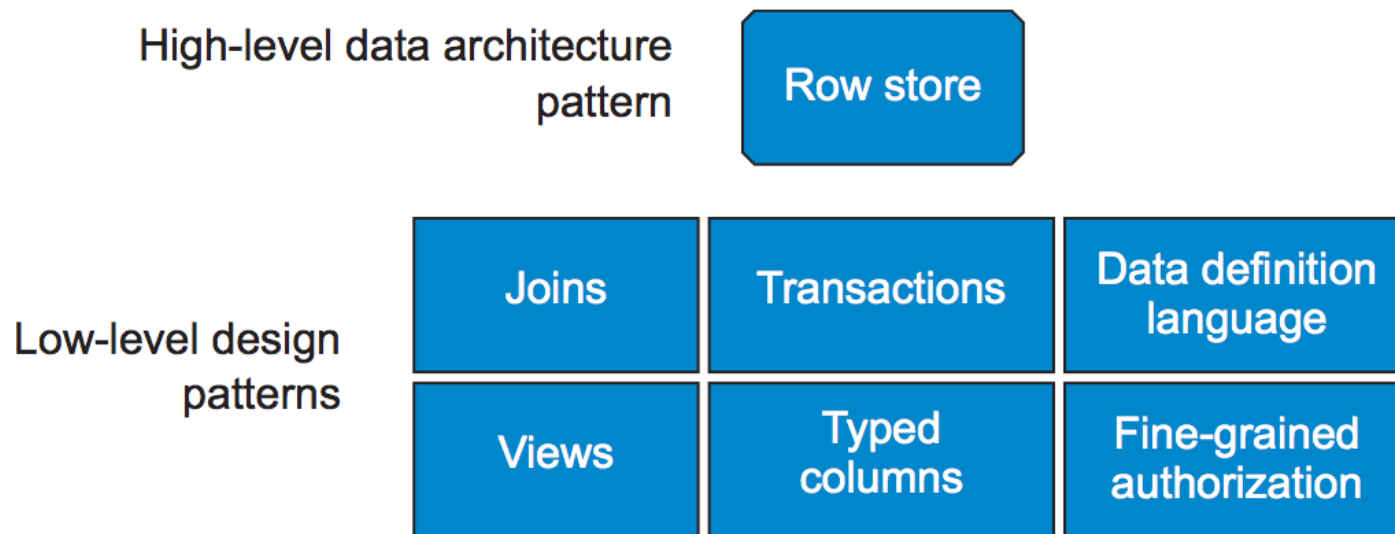 High-level data architecture
pattern
Row store
Low-level design
patterns
Joins
Transactions
Data definition
language
Views
Typed
columns
Fine-grained
authorization